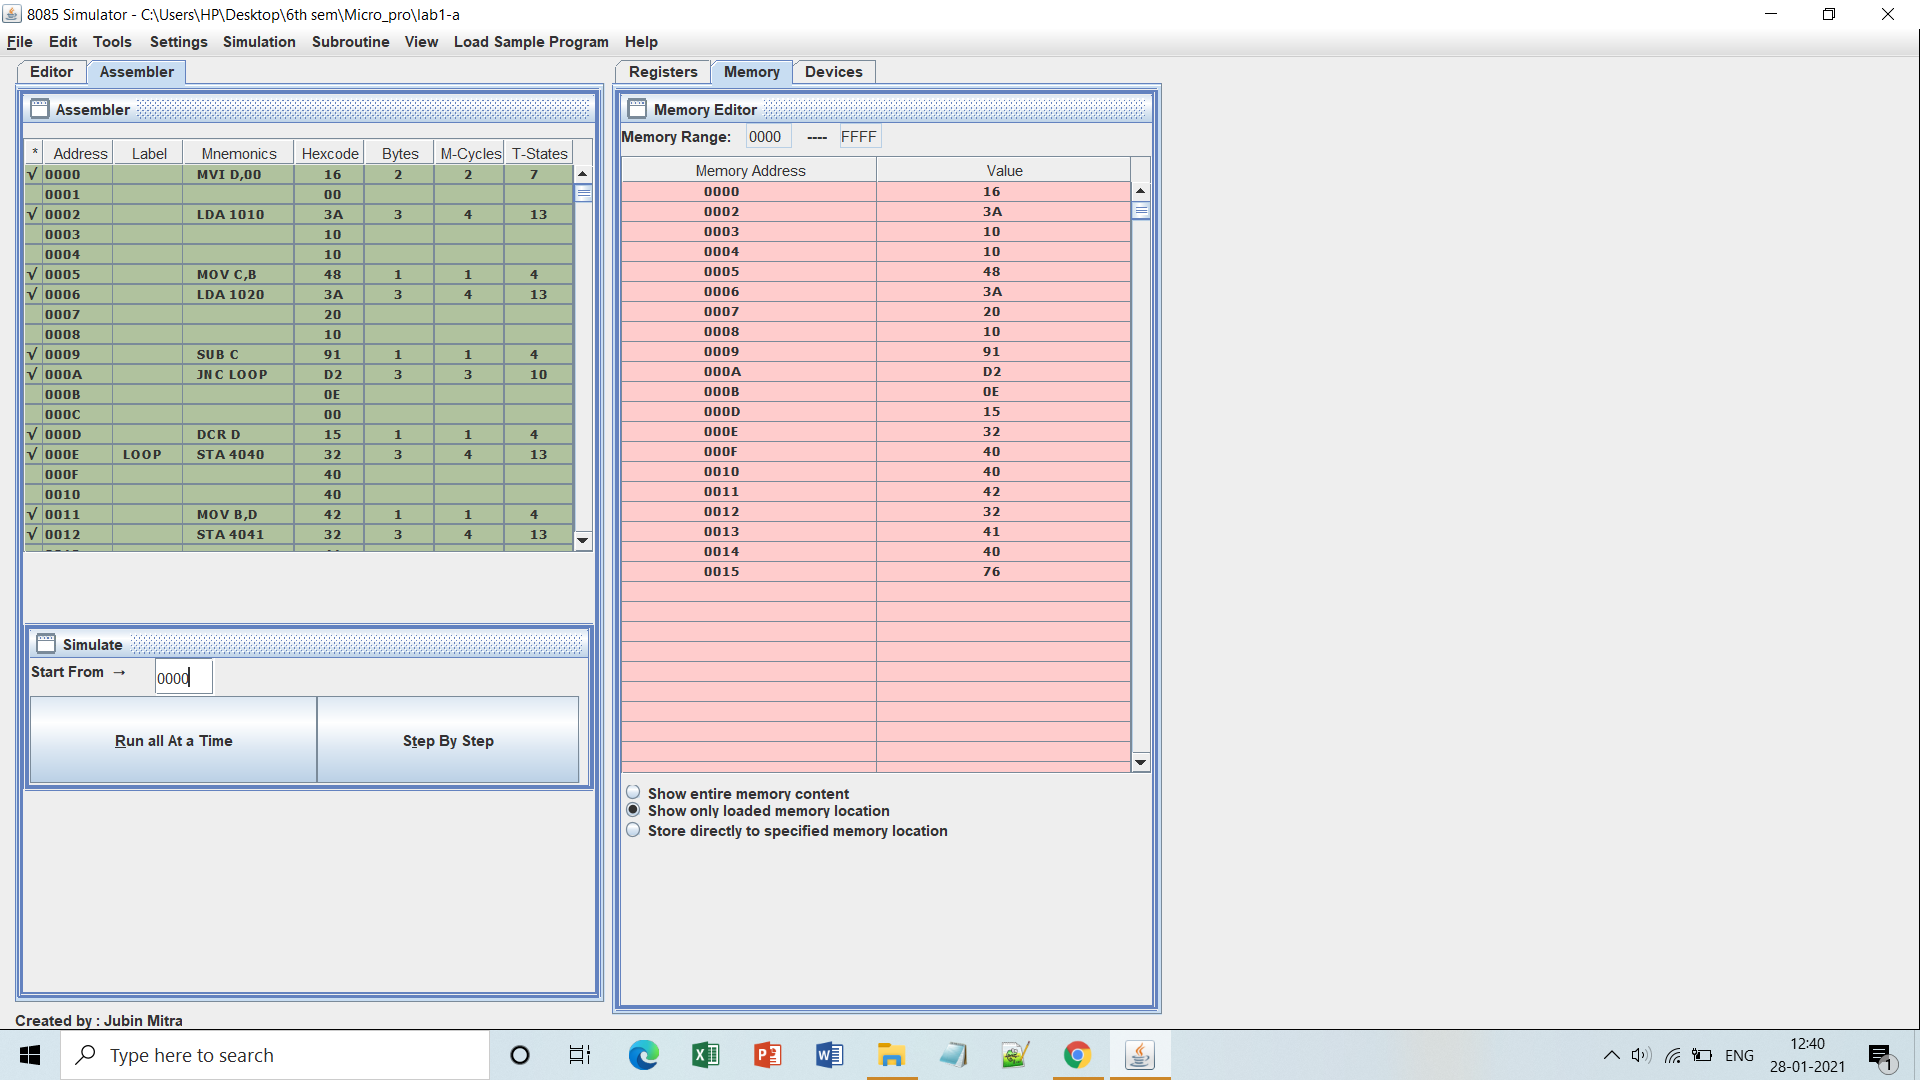 8085 Simulator - C:\Users\HP\Desktop\6th sem\Micro_pro\lab1-a
File Edit Tools Settings Simulation Subroutine View Load Sample Program Help
Editor Assembler
Assembler
* Address Label Mnemonics Hexcode Bytes M-Cycles T-States
√ 0000 MVI D,00 16 2 2 7
0001 00
√ 0002 LDA 1010 3A 3 4 13
0003 10
0004 10
√ 0005 MOV C,B 48 1 1 4
√ 0006 LDA 1020 3A 3 4 13
0007 20
0008 10
√ 0009 SUB C 91 1 1 4
√ 000A JNC LOOP D2 3 3 10
000B 0E
000C 00
√ 000D DCR D 15 1 1 4
√ 000E LOOP STA 4040 32 3 4 13
000F 40
0010 40
√ 0011 MOV B,D 42 1 1 4
√ 0012 STA 4041 32 3 4 13
Simulate
Start From → 0000
Run all At a Time Step By Step
Registers Memory Devices
Memory Editor
Memory Range: 0000 ---- FFFF
Memory Address Value
0000 16
0002 3A
0003 10
0004 10
0005 48
0006 3A
0007 20
0008 10
0009 91
000A D2
000B 0E
000D 15
000E 32
000F 40
0010 40
0011 42
0012 32
0013 41
0014 40
0015 76
Show entire memory content
Show only loaded memory location
Store directly to specified memory location
Created by : Jubin Mitra
Type here to search
ENG
12:40
28-01-2021
1